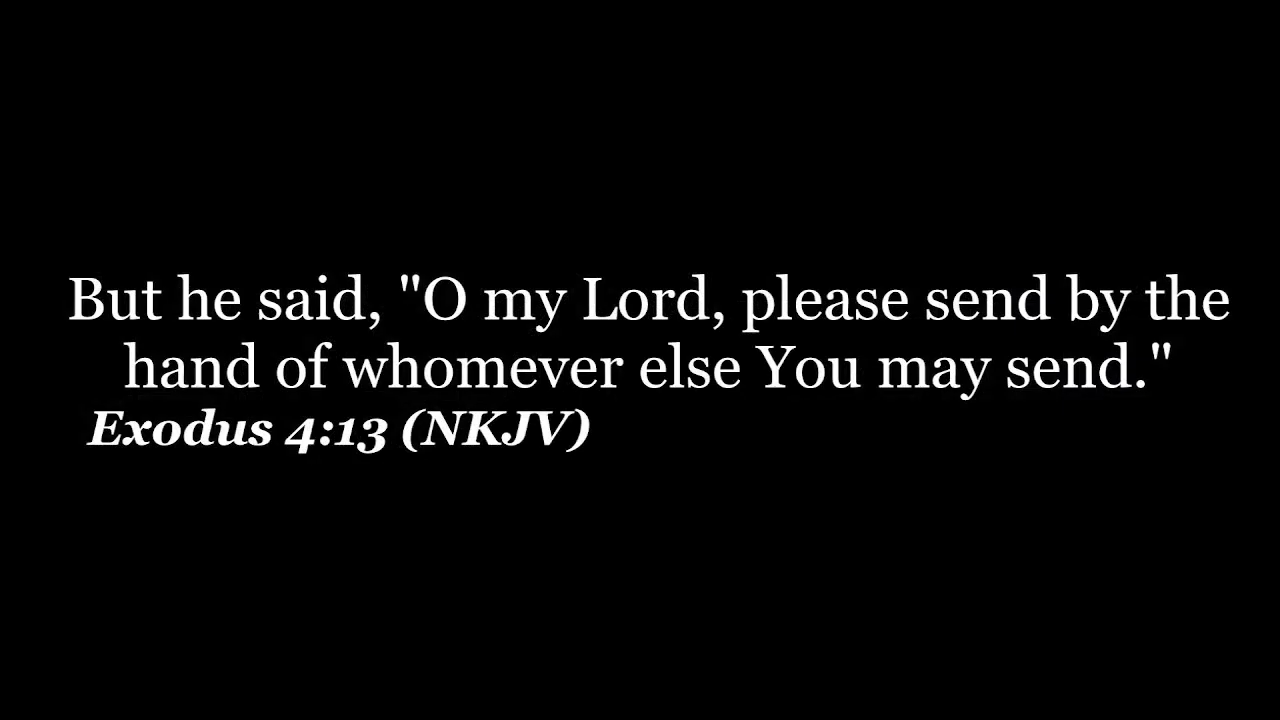 But he said, "O my Lord, please send by the
hand of whomever else You may send."
Exodus 4:13 (NKJV)